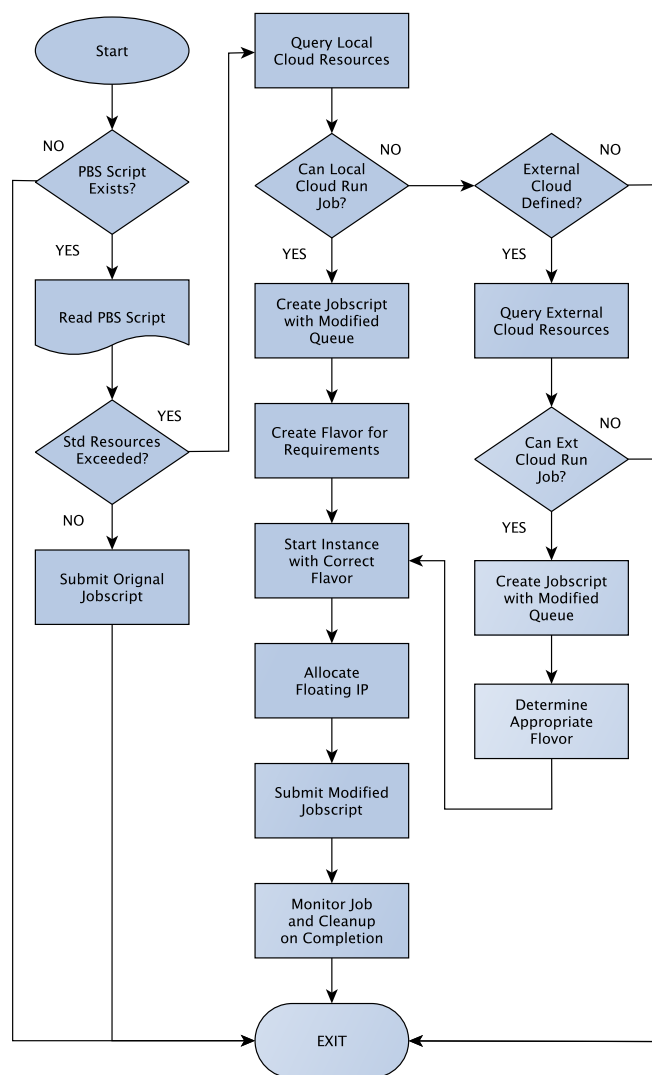 Start
NO
PBS Script
Exists?
YES
Read PBS Script
YES
Std Resources
Exceeded?
NO
Submit Orignal
Jobscript
Query Local
Cloud Resources
NO
Can Local
Cloud Run
Job?
YES
Create Jobscript
with Modified
Queue
Create Flavor for
Requirements
Start Instance
with Correct
Flavor
Allocate
Floating IP
Submit Modified
Jobscript
Monitor Job
and Cleanup
on Completion
EXIT
NO
External
Cloud
Defined?
YES
Query External
Cloud Resources
NO
Can Ext
Cloud Run
Job?
YES
Create Jobscript
with Modified
Queue
Determine
Appropriate
Flovor